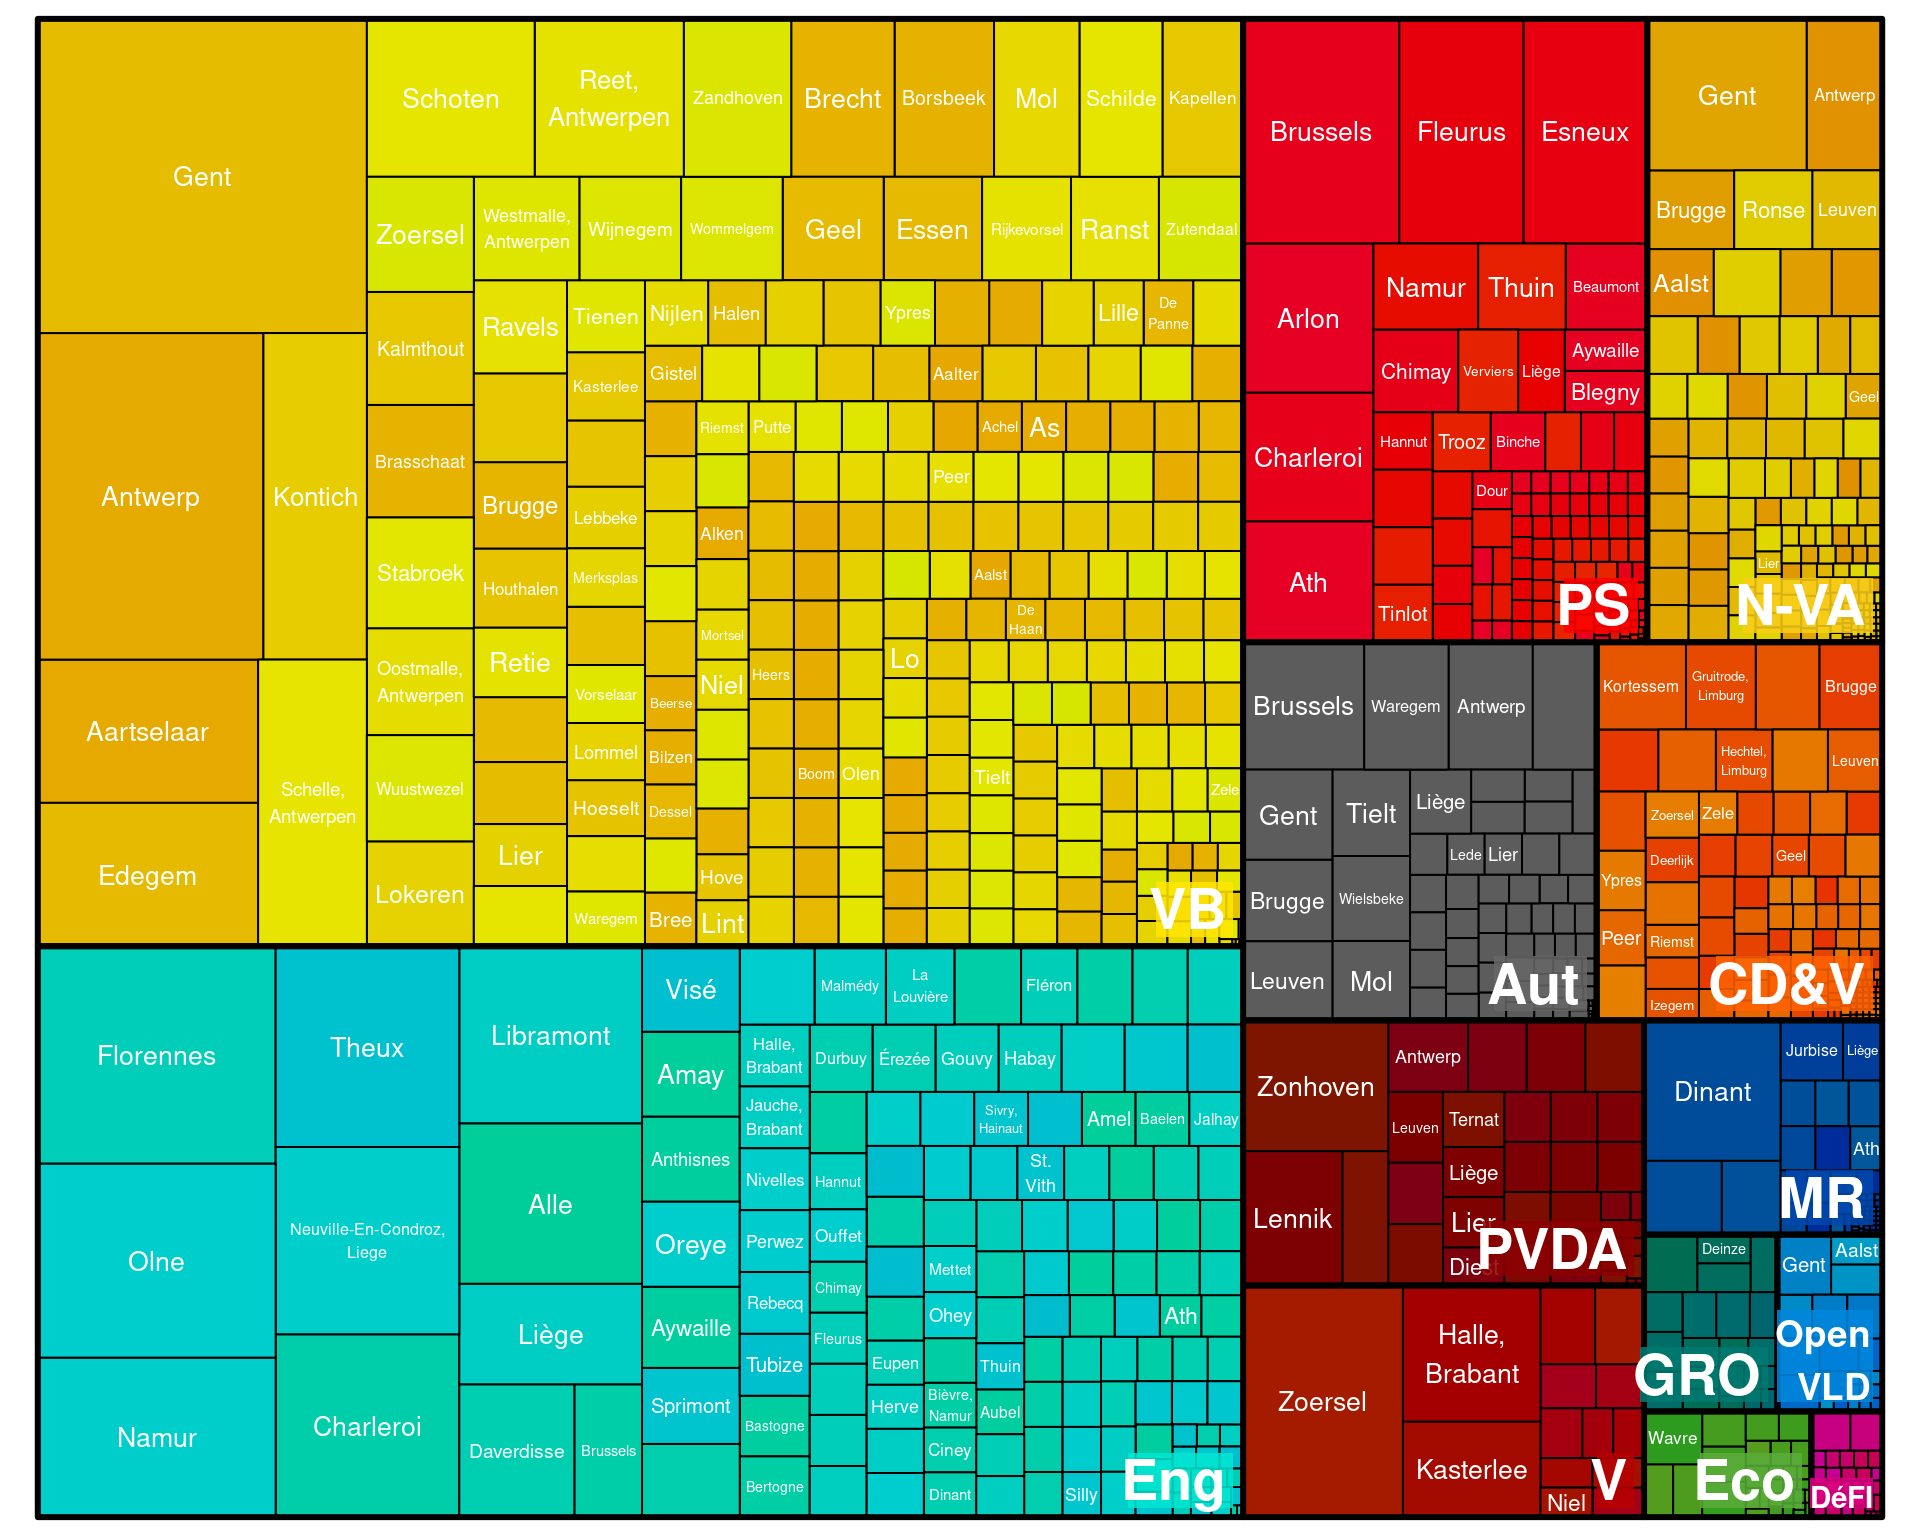 Gent
Schoten
Reet,
Antwerpen
Zandhoven
Brecht
Borsbeek
Mol
Schilde
Kapellen
Zoersel
Westmalle,
Antwerpen
Wijnegem
Wommelgem
Geel
Essen
Rijkevorsel
Ranst
Zutendaal
Kalmthout
Ravels
Tienen
Nijlen
Halen
Ypres
Lille
De
Panne
Kasterlee
Gistel
Aalter
Antwerp
Kontich
Brasschaat
Brugge
Lebbeke
Riemst
Putte
Achel
As
Peer
Alken
Stabroek
Houthalen
Merksplas
Aalst
De
Haan
Mortsel
Oostmalle,
Antwerpen
Retie
Vorselaar
Beerse
Niel
Heers
Lo
Aartselaar
Wuustwezel
Lommel
Bilzen
Boom
Olen
Tielt
Zele
Schelle,
Antwerpen
Hoeselt
Dessel
Edegem
Lokeren
Lier
Waregem
Bree
Hove
Lint
VB
Brussels
Fleurus
Esneux
Arlon
Namur
Thuin
Beaumont
Chimay
Verviers
Liège
Aywaille
Blegny
Charleroi
Hannut
Trooz
Binche
Dour
Ath
Tinlot
PS
Gent
Antwerp
Brugge
Ronse
Leuven
Aalst
Geel
Lier
N-VA
Brussels
Waregem
Antwerp
Gent
Tielt
Liège
Lede
Lier
Brugge
Wielsbeke
Leuven
Mol
Aut
Kortessem
Gruitrode,
Limburg
Brugge
Hechtel,
Limburg
Leuven
Zoersel
Zele
Deerlijk
Geel
Ypres
Peer
Riemst
Izegem
CD&V
Florennes
Theux
Libramont
Visé
Malmédy
La
Louvière
Fléron
Amay
Halle,
Brabant
Durbuy
Érezée
Gouvy
Habay
Jauche,
Brabant
Sivry,
Hainaut
Amel
Baelen
Jalhay
Olne
Neuville-En-Condroz,
Liege
Alle
Anthisnes
Nivelles
Hannut
St.
Vith
Oreye
Perwez
Ouffet
Mettet
Chimay
Rebecq
Ohey
Ath
Liège
Aywaille
Fleurus
Tubize
Eupen
Thuin
Namur
Charleroi
Daverdisse
Brussels
Sprimont
Bastogne
Herve
Bièvre,
Namur
Aubel
Ciney
Bertogne
Dinant
Silly
Eng
Zonhoven
Antwerp
Leuven
Ternat
Liège
Lennik
Lier
Diest
PVDA
Dinant
Jurbise
Liège
Ath
MR
Zoersel
Halle,
Brabant
Kasterlee
Niel
V
Deinze
GRO
Gent
Aalst
Open
VLD
Wavre
Eco
DéFI